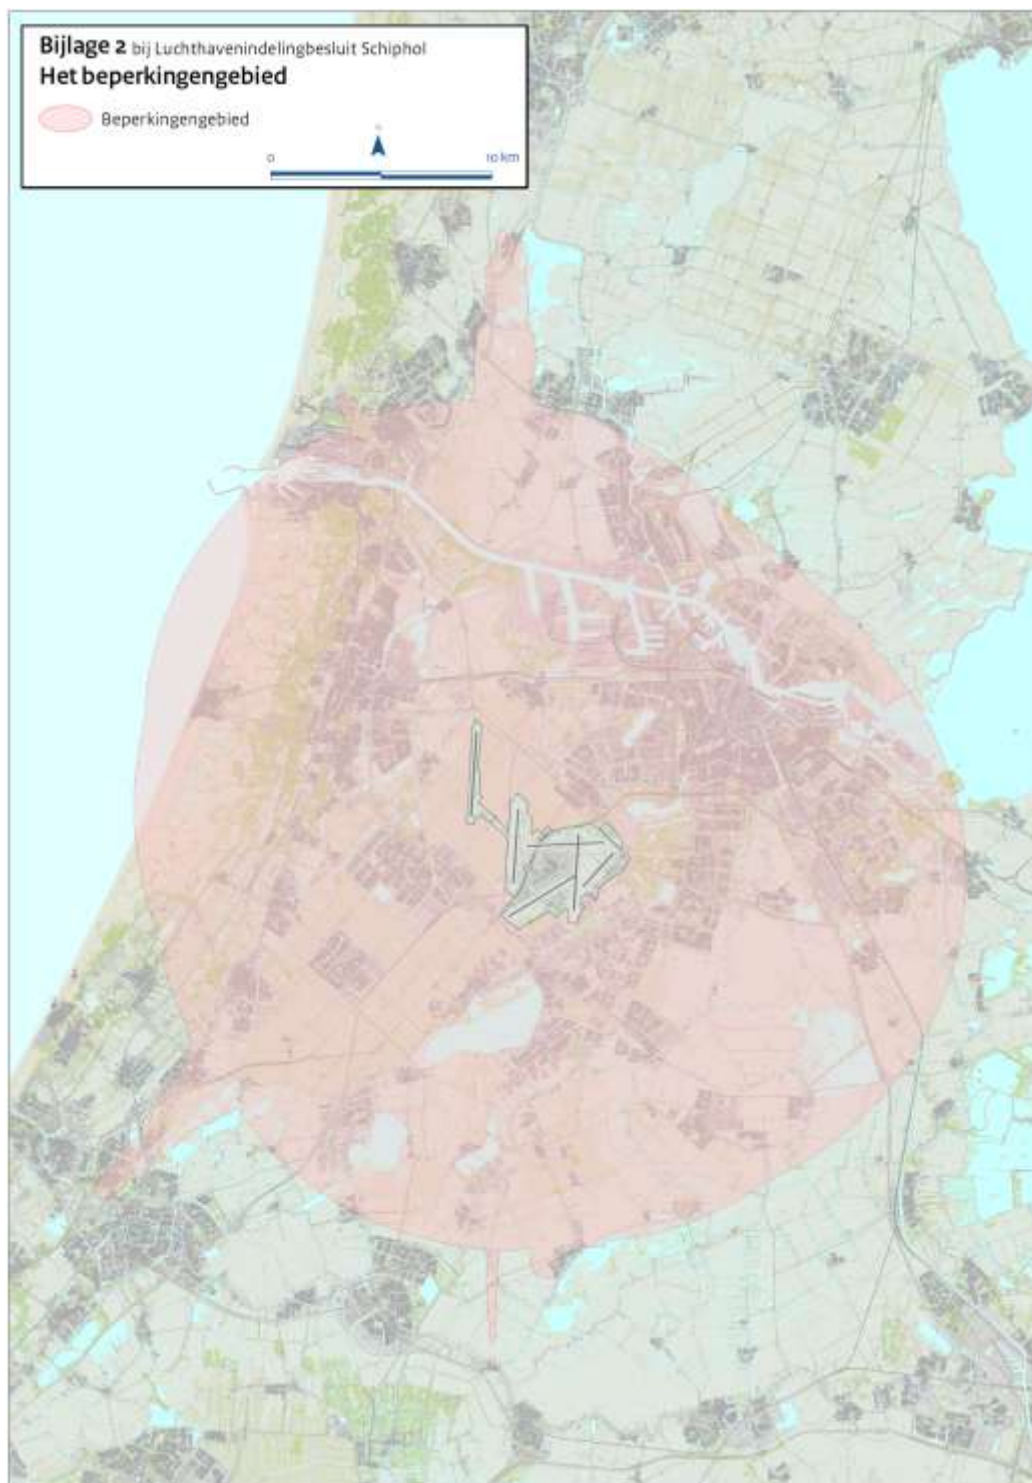 Bijlage 2 bij Luchthavenindelingbesluit Schiphol
Het beperkingengebied
Beperkingengebied
0 10 km